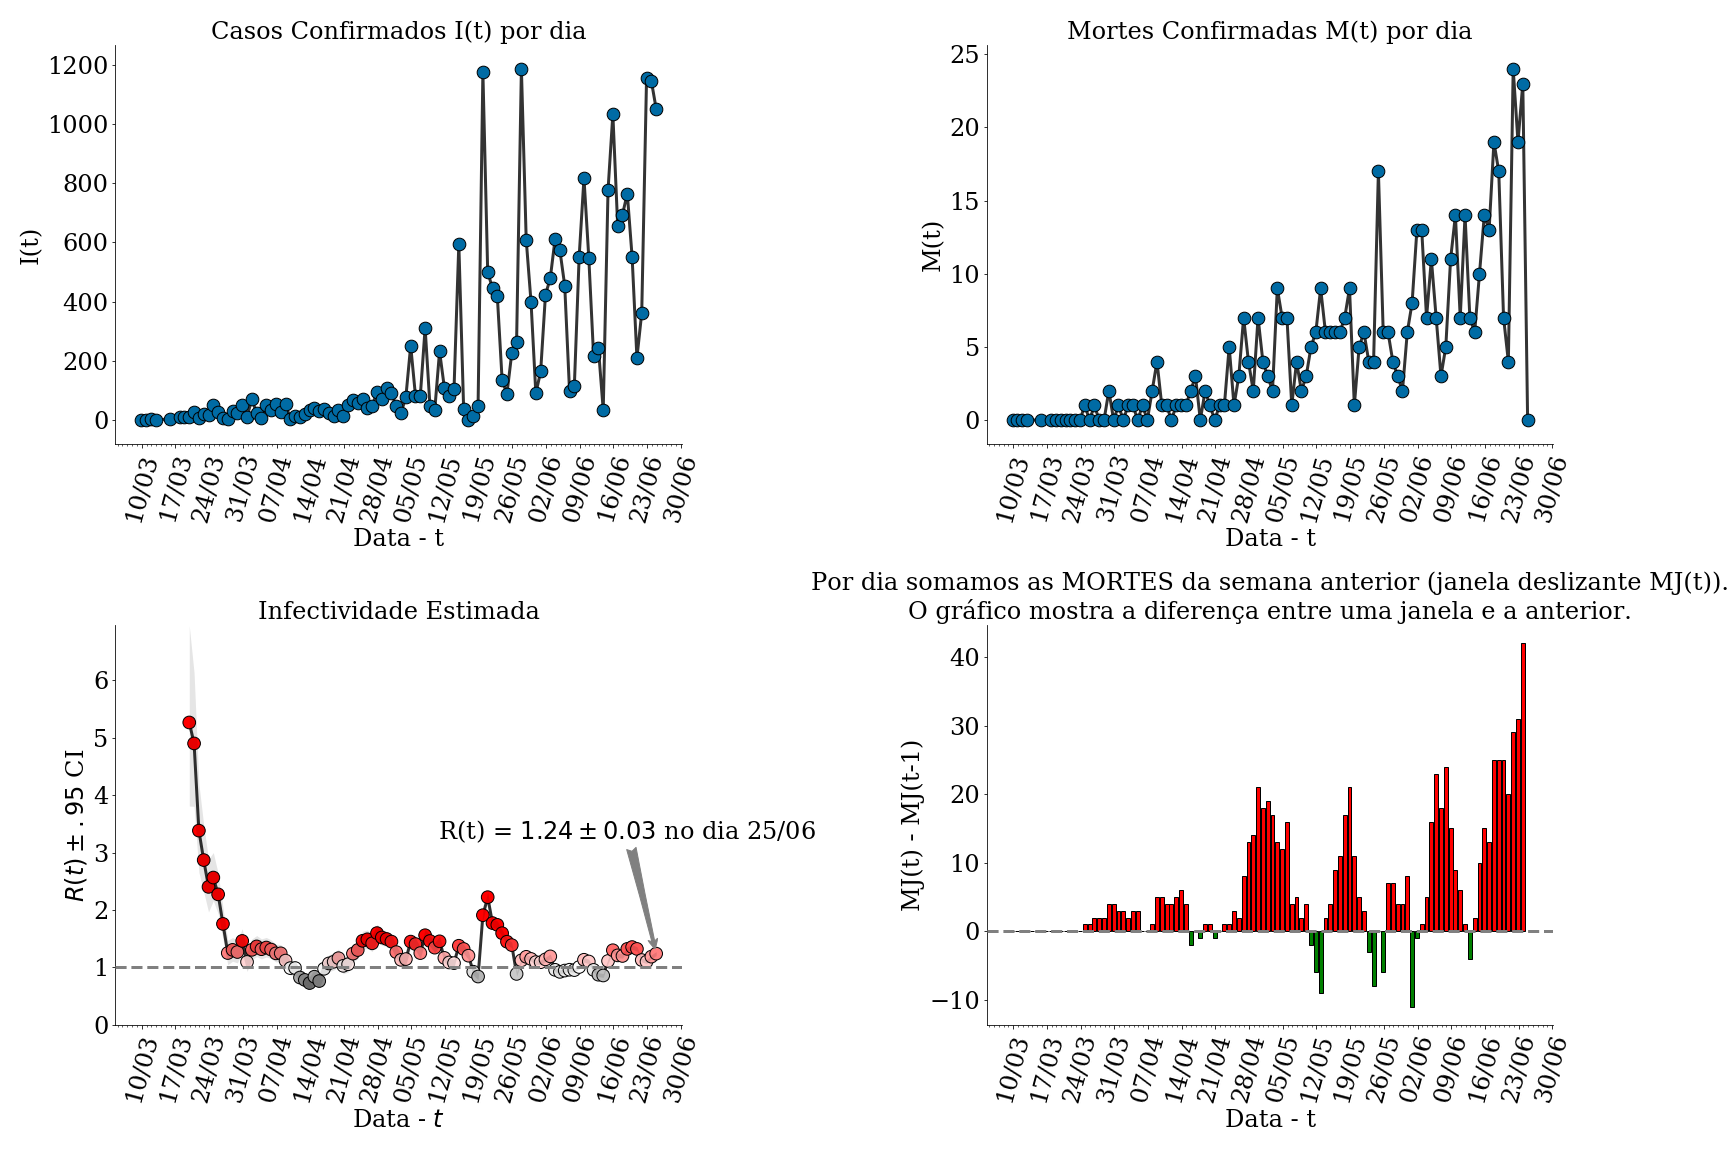 Casos Confirmados I(t) por dia
I(t)
1200
1000
800
600
400
200
0
10/03 17/03 24/03 31/03 07/04 14/04 21/04 28/04 05/05 12/05 19/05 26/05 02/06 09/06 16/06 23/06 30/06
Data - t
Mortes Confirmadas M(t) por dia
M(t)
25
20
15
10
5
0
10/03 17/03 24/03 31/03 07/04 14/04 21/04 28/04 05/05 12/05 19/05 26/05 02/06 09/06 16/06 23/06 30/06
Data - t
Infectividade Estimada
R(t) ± .95 CI
6
5
4
3
2
1
0
R(t) = 1.24 ± 0.03 no dia 25/06
10/03 17/03 24/03 31/03 07/04 14/04 21/04 28/04 05/05 12/05 19/05 26/05 02/06 09/06 16/06 23/06 30/06
Data - t
Por dia somamos as MORTES da semana anterior (janela deslizante MJ(t)).
O gráfico mostra a diferença entre uma janela e a anterior.
MJ(t) - MJ(t-1)
40
30
20
10
0
−10
10/03 17/03 24/03 31/03 07/04 14/04 21/04 28/04 05/05 12/05 19/05 26/05 02/06 09/06 16/06 23/06 30/06
Data - t